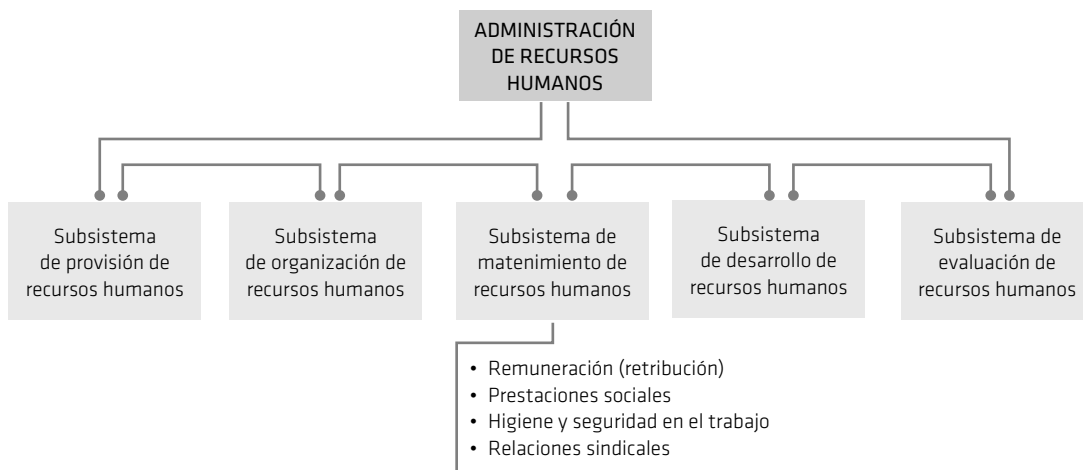 ADMINISTRACIÓN
DE RECURSOS
HUMANOS
Subsistema
de provisión de
recursos humanos
Subsistema
de organización de
recursos humanos
Subsistema de
matenimiento de
recursos humanos
Subsistema
de desarrollo de
recursos humanos
Subsistema de
evaluación de
recursos humanos
• Remuneración (retribución)
• Prestaciones sociales
• Higiene y seguridad en el trabajo
• Relaciones sindicales